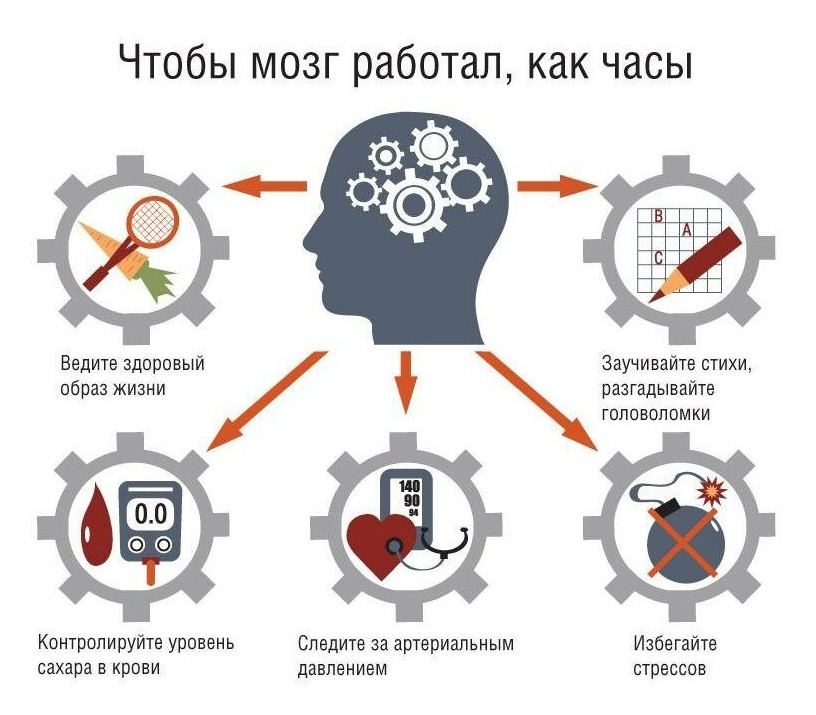 Чтобы мозг работал, как часы
B
A
C
Ведите здоровый
образ жизни
Заучивайте стихи,
разгадывайте
головоломки
0.0
140
90
94
Контролируйте уровень
сахара в крови
Следите за артериальным
давлением
Избегайте
стрессов